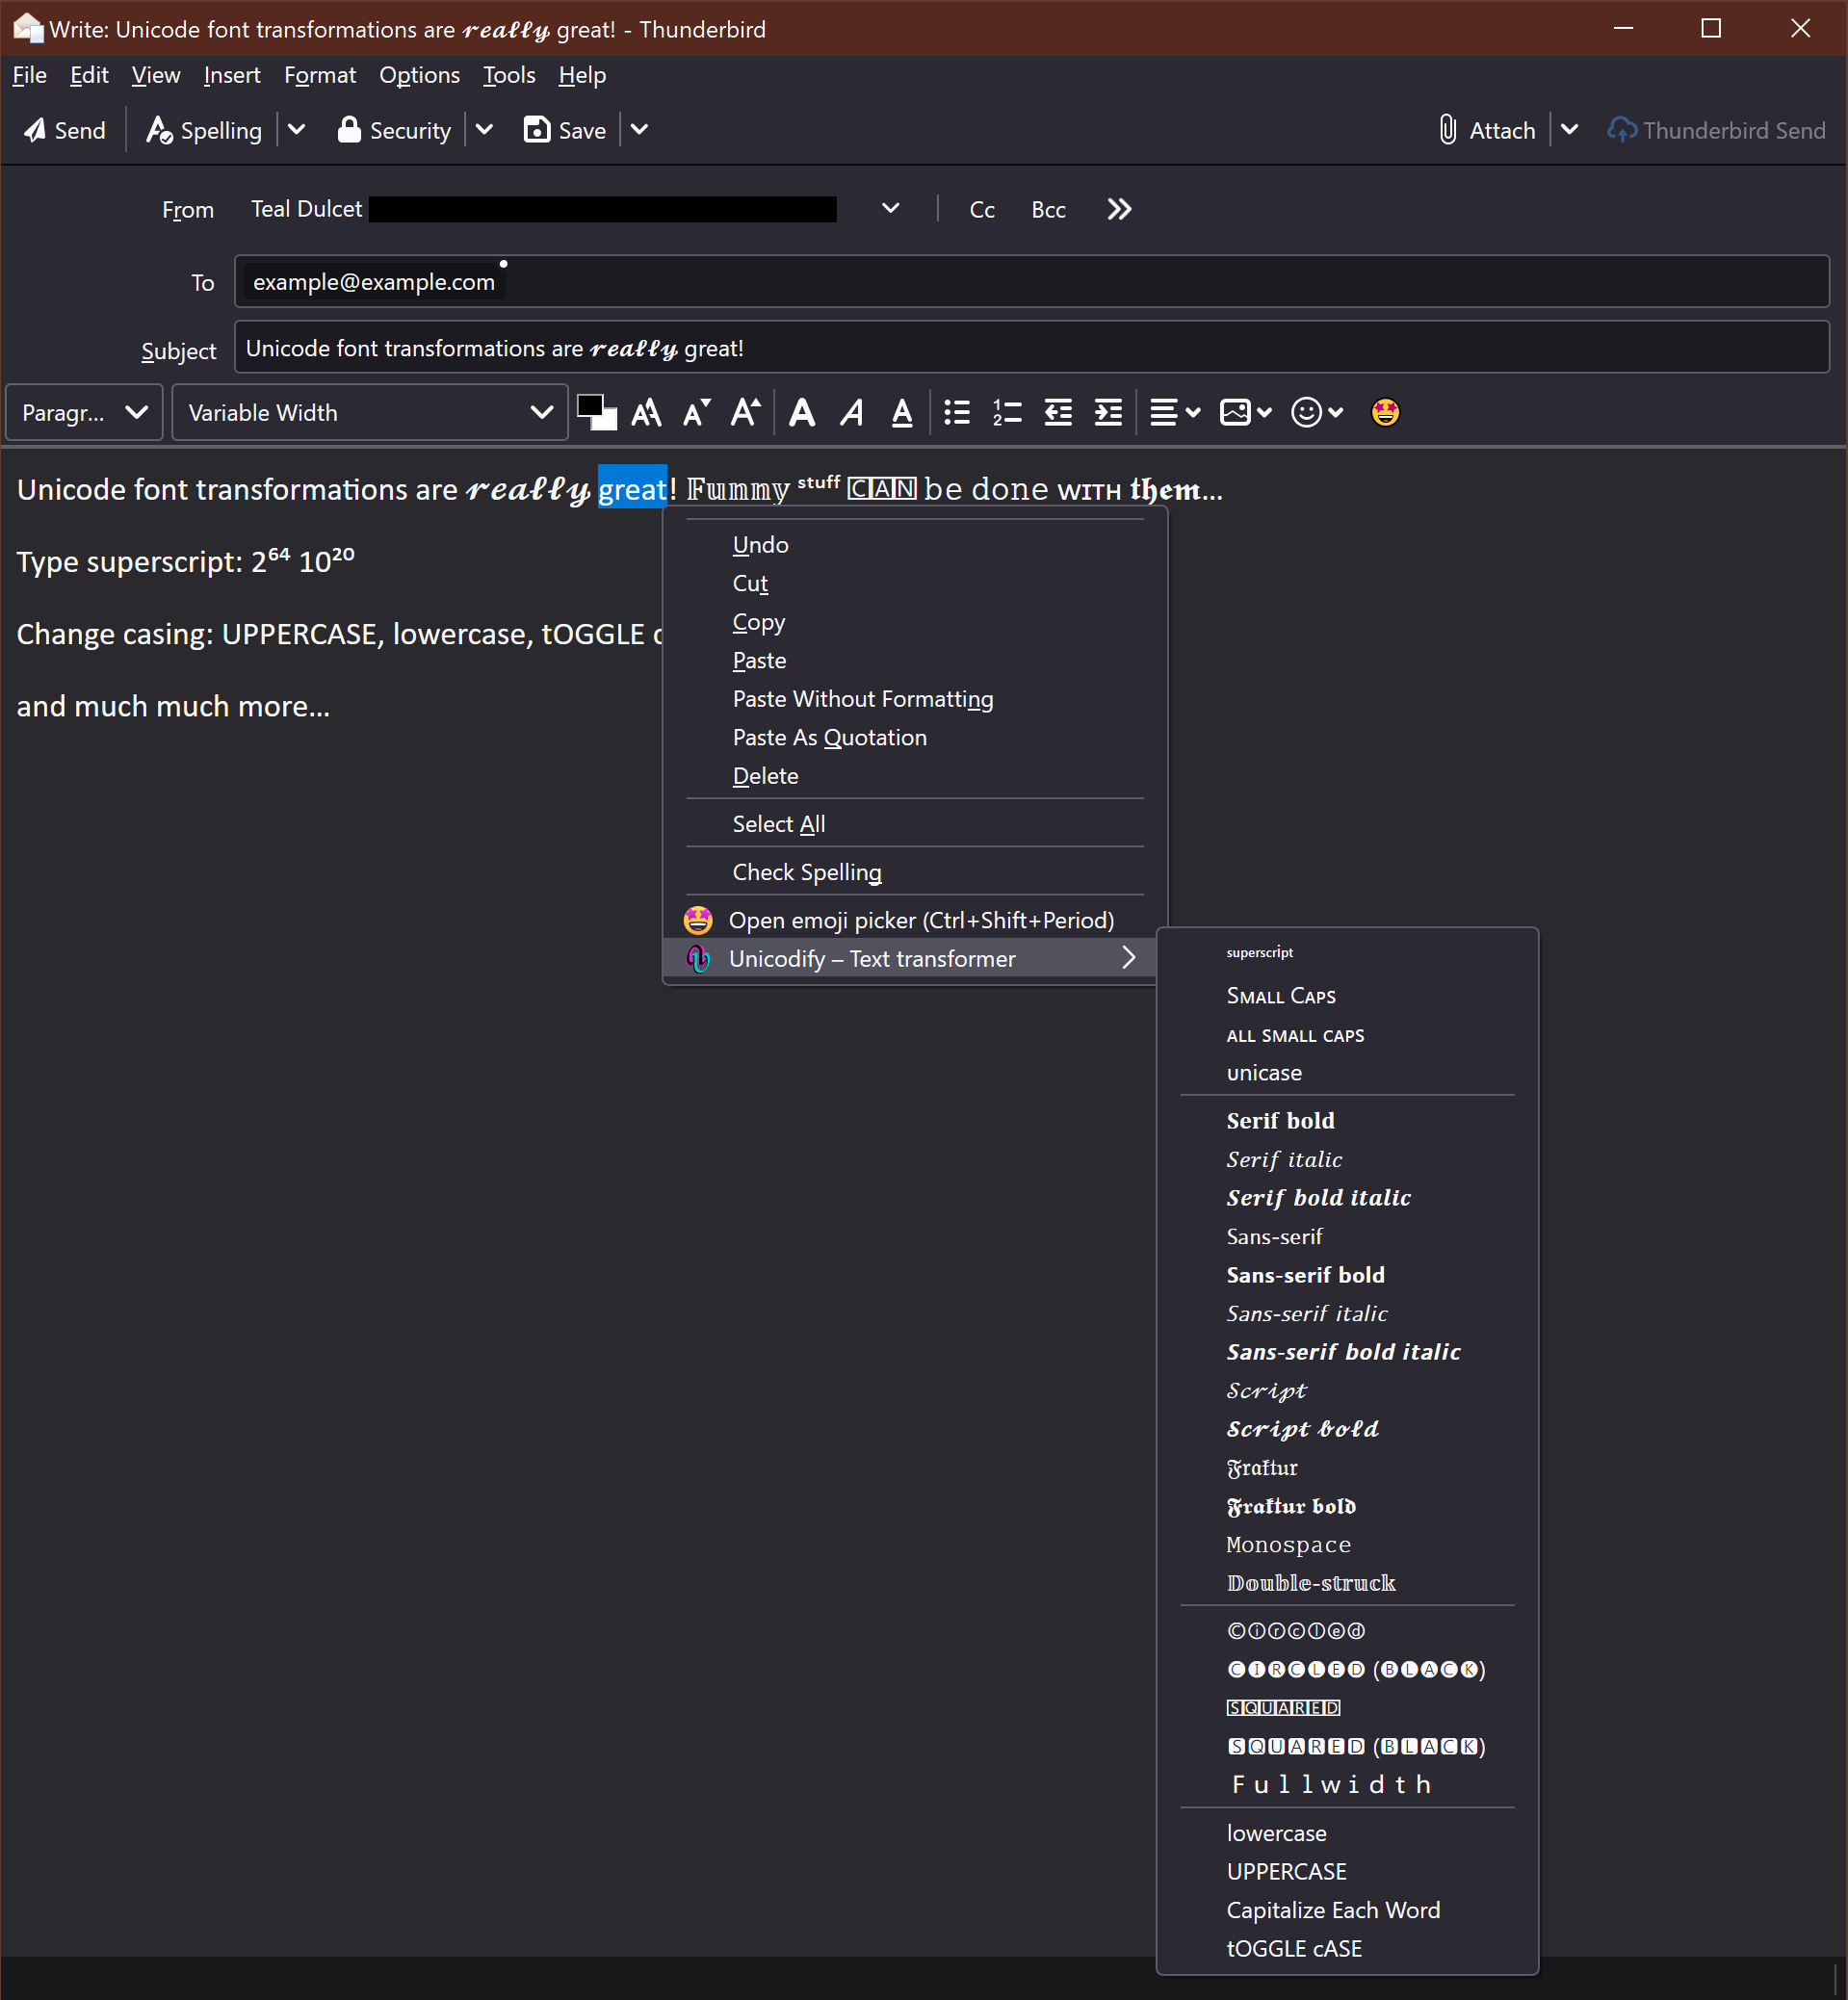 Write: Unicode font transformations are 𝓻𝓮𝓪𝓵𝓵𝔂 great! - Thunderbird
File Edit View Insert Format Options Tools Help
Send Spelling Security Save Attach Thunderbird Send
From Teal Dulcet Cc Bcc
To example@example.com
Subject Unicode font transformations are 𝓻𝓮𝓪𝓵𝓵𝔂 great!
Paragr... Variable Width
Unicode font transformations are 𝓻𝓮𝓪𝓵𝓵𝔂 great! 𝔽𝕦𝕟𝕟𝕪 ˢᵗᵘᶠᶠ 🄲🄰🄽 𝚋𝚎 𝚍𝚘𝚗𝚎 ᴡɪᴛʜ 𝖙𝖍𝖊𝖒…
Type superscript: 2⁶⁴ 10²⁰
Change casing: UPPERCASE, lowercase, tOGGLE c
and much much more…
Undo
Cut
Copy
Paste
Paste Without Formatting
Paste As Quotation
Delete
Select All
Check Spelling
Open emoji picker (Ctrl+Shift+Period)
Unicodify – Text transformer
ˢᵘᵖᵉʳˢᶜʳⁱᵖᵗ
Sᴍᴀʟʟ Cᴀᴘꜱ
ᴀʟʟ ꜱᴍᴀʟʟ ᴄᴀᴘꜱ
unicase
𝐒𝐞𝐫𝐢𝐟 𝐛𝐨𝐥𝐝
𝑆𝑒𝑟𝑖𝑓 𝑖𝑡𝑎𝑙𝑖𝑐
𝑺𝒆𝒓𝒊𝒇 𝒃𝒐𝒍𝒅 𝒊𝒕𝒂𝒍𝒊𝒄
𝖲𝖺𝗇𝗌-𝗌𝖾𝗋𝗂𝖿
𝗦𝗮𝗻𝘀-𝘀𝗲𝗿𝗶𝗳 𝗯𝗼𝗹𝗱
𝘚𝘢𝘯𝘴-𝘴𝘦𝘳𝘪𝘧 𝘪𝘵𝘢𝘭𝘪𝘤
𝙎𝙖𝙣𝙨-𝙨𝙚𝙧𝙞𝙛 𝙗𝙤𝙡𝙙 𝙞𝙩𝙖𝙡𝙞𝙘
𝒮𝒸𝓇𝒾𝓅𝓉
𝓢𝓬𝓻𝓲𝓹𝓽 𝓫𝓸𝓵𝓭
𝔉𝔯𝔞𝔨𝔱𝔲𝔯
𝕱𝖗𝖆𝖐𝖙𝖚𝖗 𝖇𝖔𝖑𝖉
𝙼𝚘𝚗𝚘𝚜𝚙𝚊𝚌𝚎
𝔻𝕠𝕦𝕓𝕝𝕖-𝕤𝕥𝕣𝕦𝕔𝕜
Ⓒⓘⓡⓒⓛⓔⓓ
🅒🅘🅡🅒🅛🅔🅓 (🅑🅛🅐🅒🅚)
🅂🅀🅄🄰🅁🄴🄳
🆂🆀🆄🅰🆁🅴🅳 (🅱🅻🅰🅲🅺)
Ｆｕｌｌｗｉｄｔｈ
lowercase
UPPERCASE
Capitalize Each Word
tOGGLE cASE